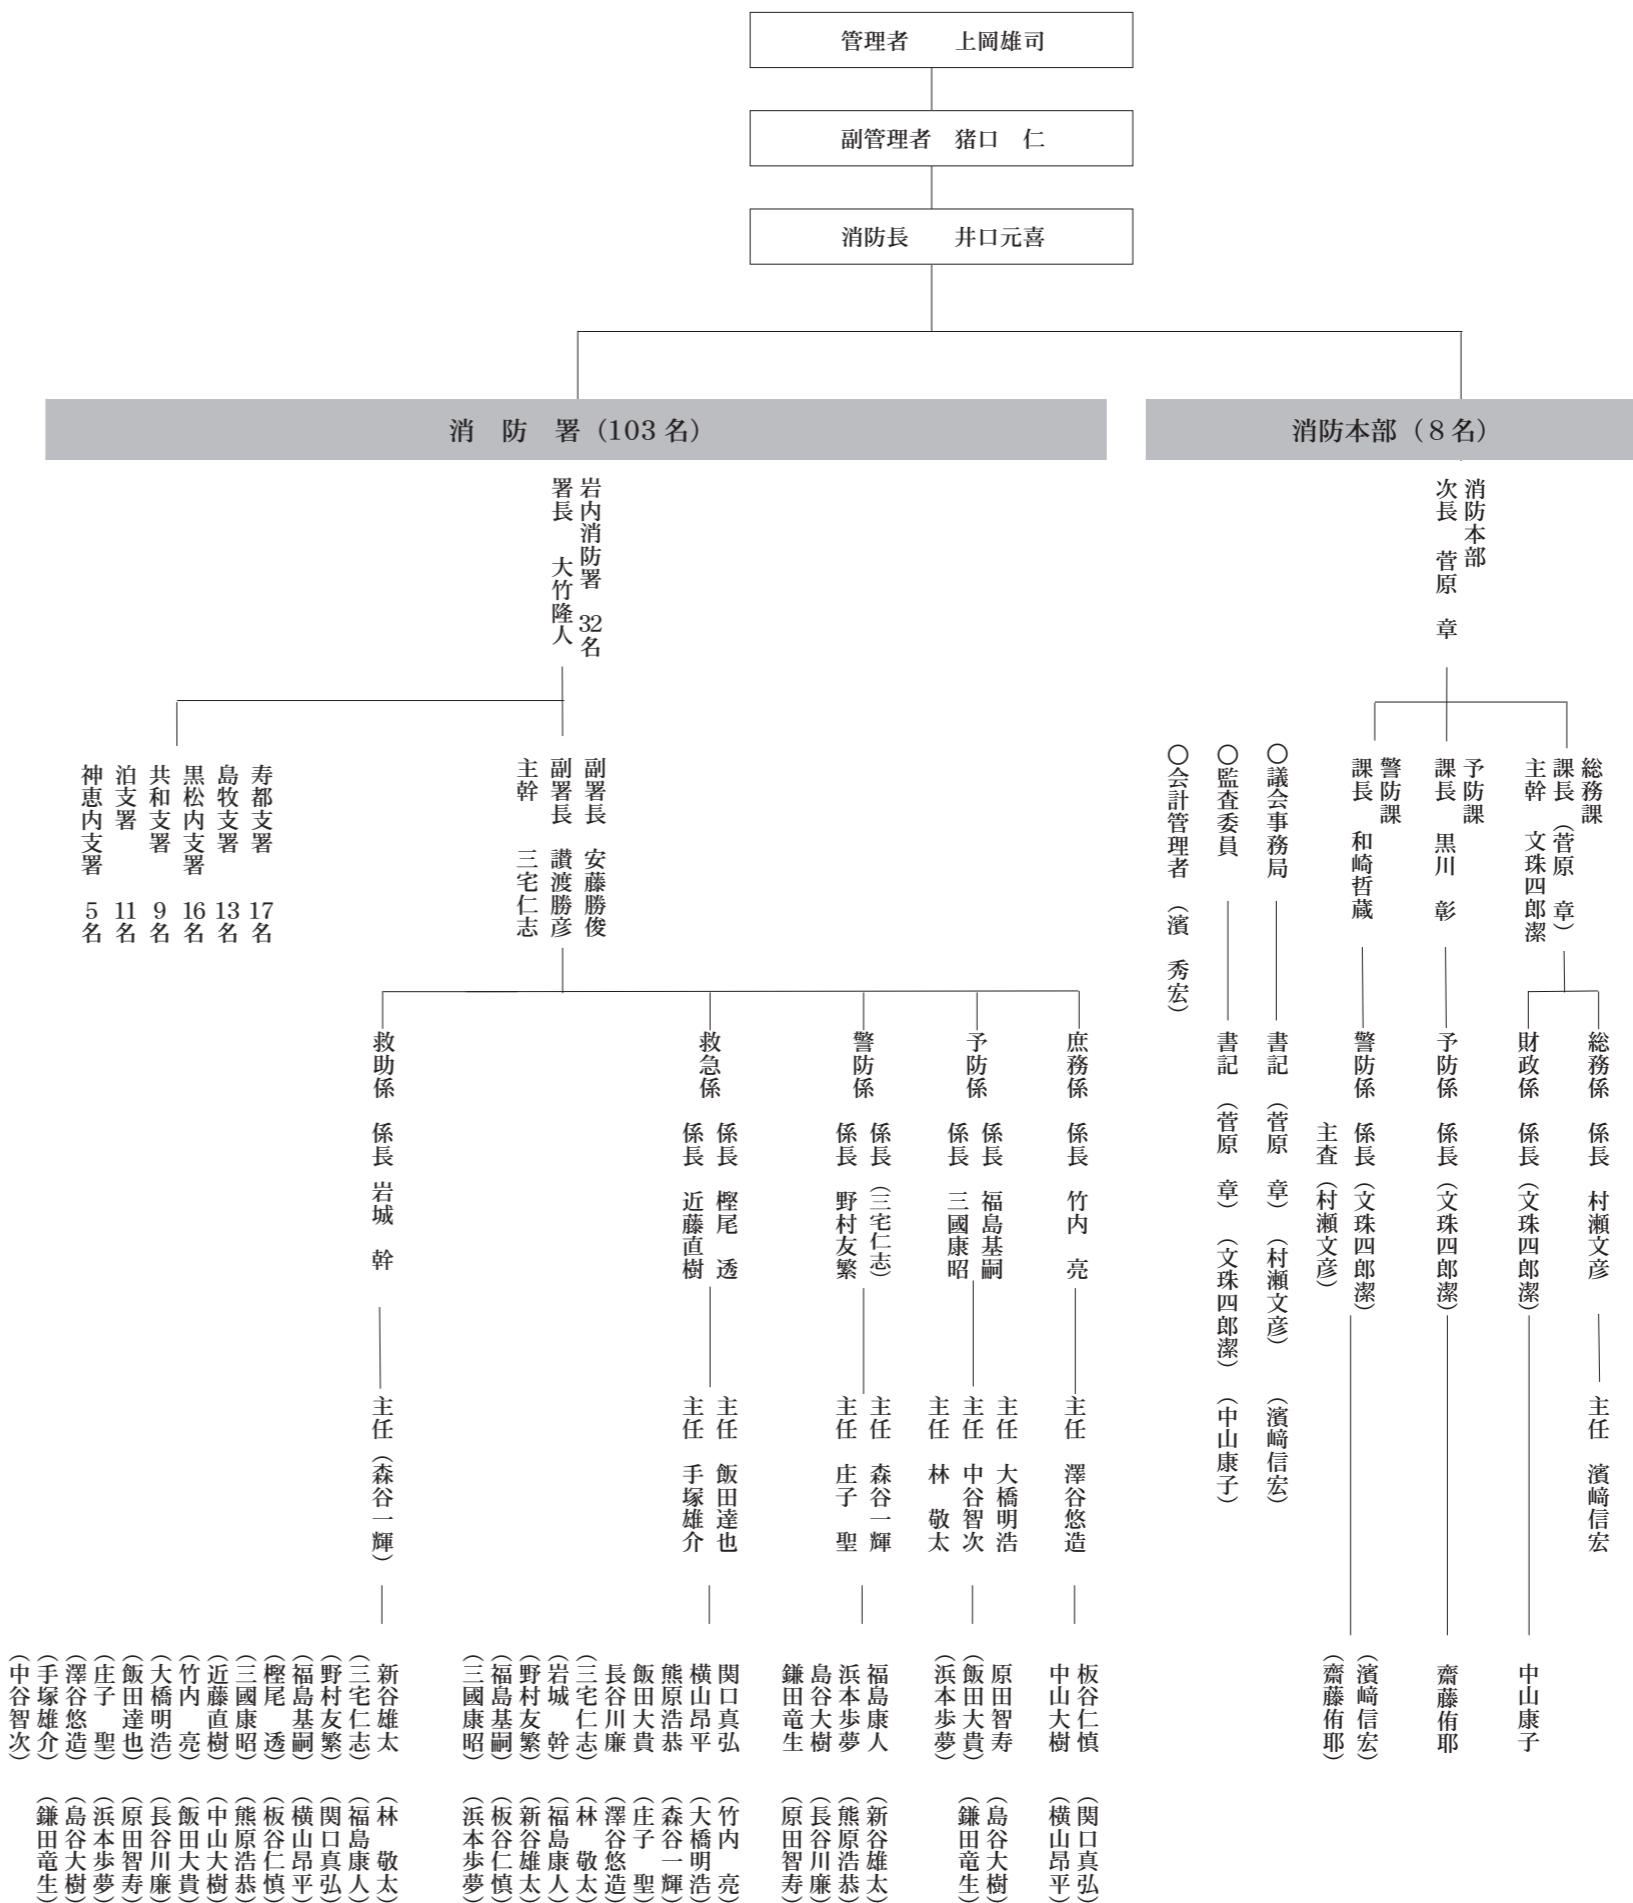 管理者　　上岡雄司
副管理者　猪口　仁
消防長　　井口元喜
消防本部（８名）
消防本部
次長　菅原　章
総務課
課長（菅原　章）
主幹　文珠四郎潔
総務係　係長　村瀬文彦
主任　濱﨑信宏
財政係　係長（文珠四郎潔）
中山康子
予防課
課長　黒川　彰
予防係　係長（文珠四郎潔）
齋藤侑耶
警防課
課長　和崎哲蔵
警防係　係長（文珠四郎潔）
主査（村瀬文彦）
（濱﨑信宏）
（齋藤侑耶）
〇議会事務局
書記　（菅原　章）（村瀬文彦）　（濱﨑信宏）
〇監査委員
書記　（菅原　章）（文珠四郎潔）（中山康子）
〇会計管理者　（濱　秀宏）
消　防　署（103 名）
岩内消防署　32名
署長　大竹隆人
副署長　安藤勝俊
副署長　讃渡勝彦
主幹　三宅仁志
寿都支署　17名
島牧支署　13名
黒松内支署　16名
共和支署　9名
泊支署　11名
神恵内支署　5名
庶務係　係長　竹内　亮
主任　澤谷悠造
板谷仁慎　（関口真弘）
中山大樹　（横山昂平）
予防係
係長　福島基嗣
係長　三國康昭
主任　大橋明浩
主任　中谷智次
主任　林　敬太
原田智寿　（島谷大樹）
（飯田大貴）（鎌田竜生）
（浜本歩夢）
警防係
係長（三宅仁志）
係長　野村友繁
主任　森谷一輝
主任　庄子　聖
福島康人　（新谷雄太）
浜本歩夢　（熊原浩恭）
島谷大樹　（長谷川廉）
鎌田竜生　（原田智寿）
救急係
係長　樫尾　透
係長　近藤直樹
主任　飯田達也
主任　手塚雄介
関口真弘　（竹内　亮）
横山昂平　（大橋明浩）
熊原浩恭　（森谷一輝）
飯田大貴　（庄子　聖）
長谷川廉　（澤谷悠造）
（三宅仁志）（林　敬太）
（岩城　幹）（福島康人）
（野村友繁）（新谷雄太）
（福島基嗣）（板谷仁慎）
（三國康昭）（浜本歩夢）
救助係　係長　岩城　幹
主任（森谷一輝）
新谷雄太　（林　敬太）
（三宅仁志）（福島康人）
（野村友繁）（関口真弘）
（福島基嗣）（横山昂平）
（樫尾　透）（板谷仁慎）
（三國康昭）（熊原浩恭）
（近藤直樹）（中山大樹）
（竹内　亮）（飯田大貴）
（大橋明浩）（長谷川廉）
（飯田達也）（原田智寿）
（庄子　聖）（浜本歩夢）
（澤谷悠造）（島谷大樹）
（手塚雄介）（鎌田竜生）
（中谷智次）